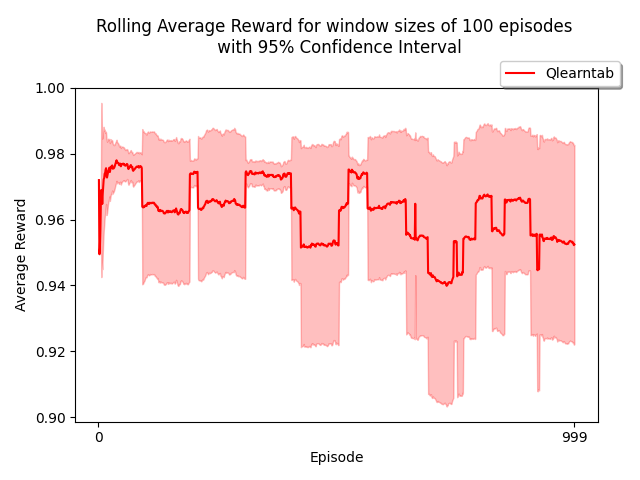 Rolling Average Reward for window sizes of 100 episodes
with 95% Confidence Interval
Qlearntab
1.00
0.98
0.96
0.94
0.92
0.90
Average Reward
0
999
Episode